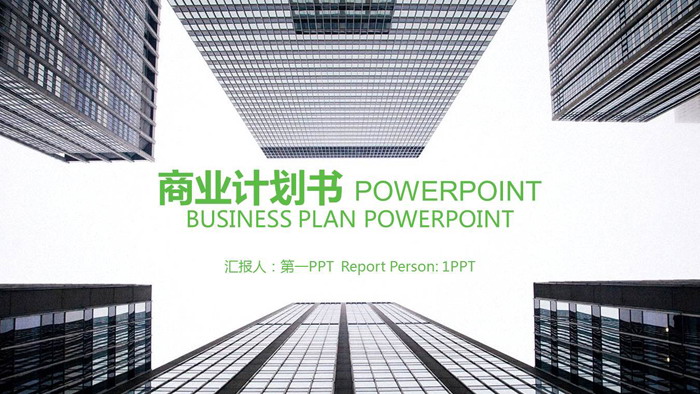 商业计划书 POWERPOINT
BUSINESS PLAN POWERPOINT
汇报人：第一PPT Report Person: 1PPT